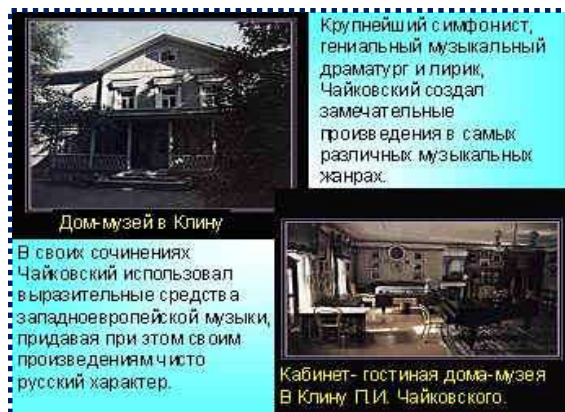 Крупнейший симфонист,
гениальный музыкальный
драматург и лирик,
Чайковский создал
замечательные
произведения в самых
различных музыкальных
жанрах.
Дом-музей в Клину
В своих сочинениях
Чайковский использовал
выразительные средства
западноевропейской музыки,
придавая при этом своим
произведениям чисто
русский характер.
Кабинет- гостиная дома-музея
В Клину П.И. Чайковского.